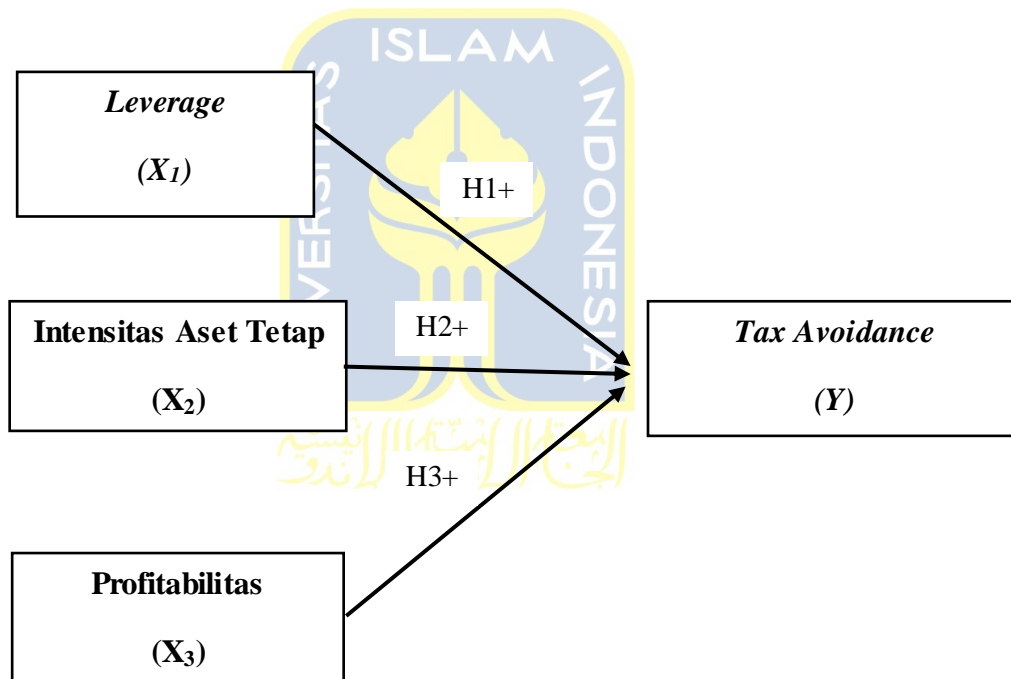 ISLAM
INDONESIA
Leverage
(X₁)
H1+
Intensitas Aset Tetap
(X₂)
H2+
Tax Avoidance
(Y)
H3+
Profitabilitas
(X₃)